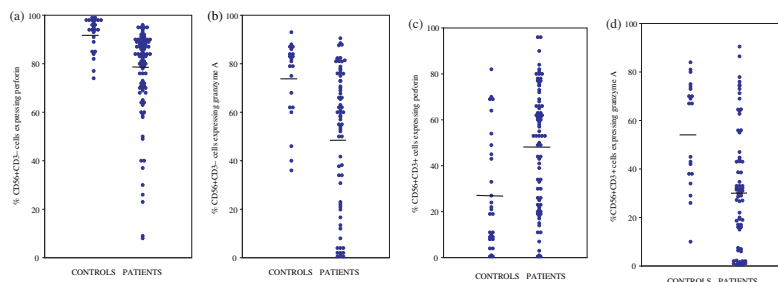 (a)
% CD56+CD3– cells expressing perforin
100
80
60
40
20
0
CONTROLS PATIENTS
(b)
% CD56+CD3– cells expressing granzyme A
100
80
60
40
20
0
CONTROLS PATIENTS
(c)
% CD56+CD3+ cells expressing perforin
100
80
60
40
20
0
CONTROLS PATIENTS
(d)
%CD56+CD3+ cells expressing granzyme A
100
80
60
40
20
0
CONTROLS PATIENTS